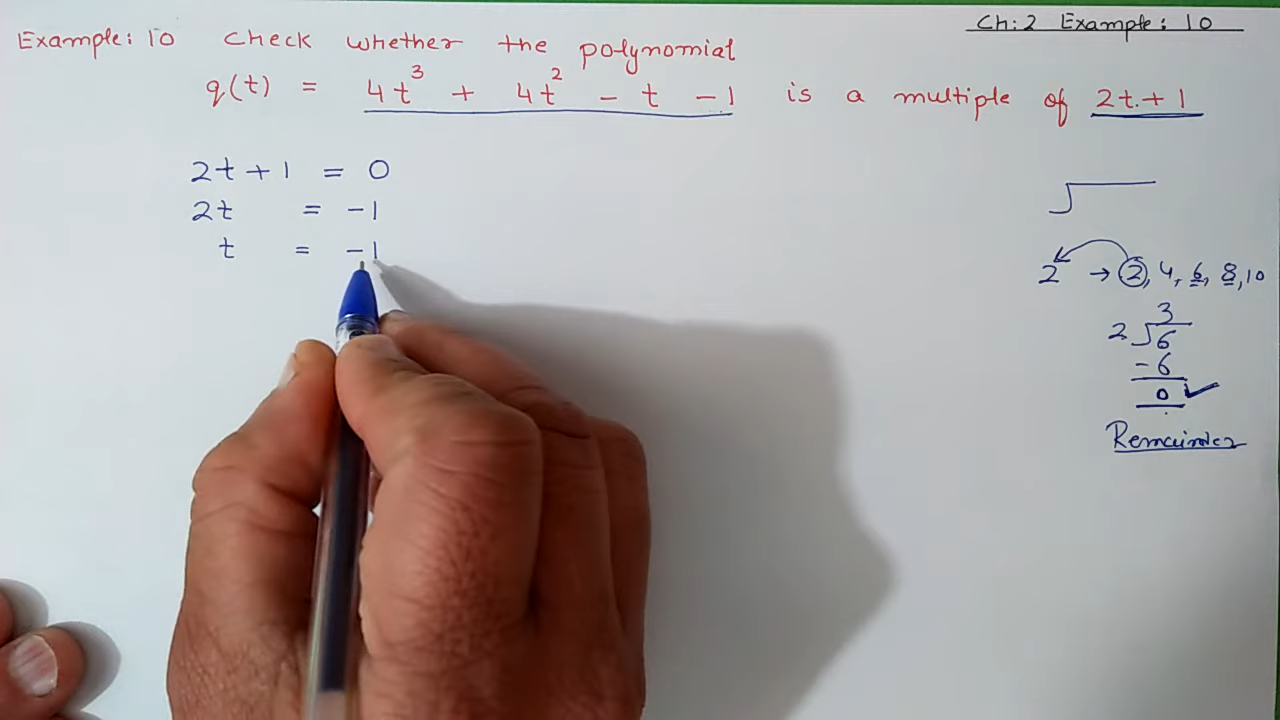 Ch: 2 Example: 10
Example: 10 Check whether the polynomial
q(t) = 4t³ + 4t² - t - 1 is a multiple of 2t + 1
2t + 1 = 0
2t = -1
t = -1
2 → 2, 4, 6, 8, 10
3
2 6
-6
0 ✓
Remainder